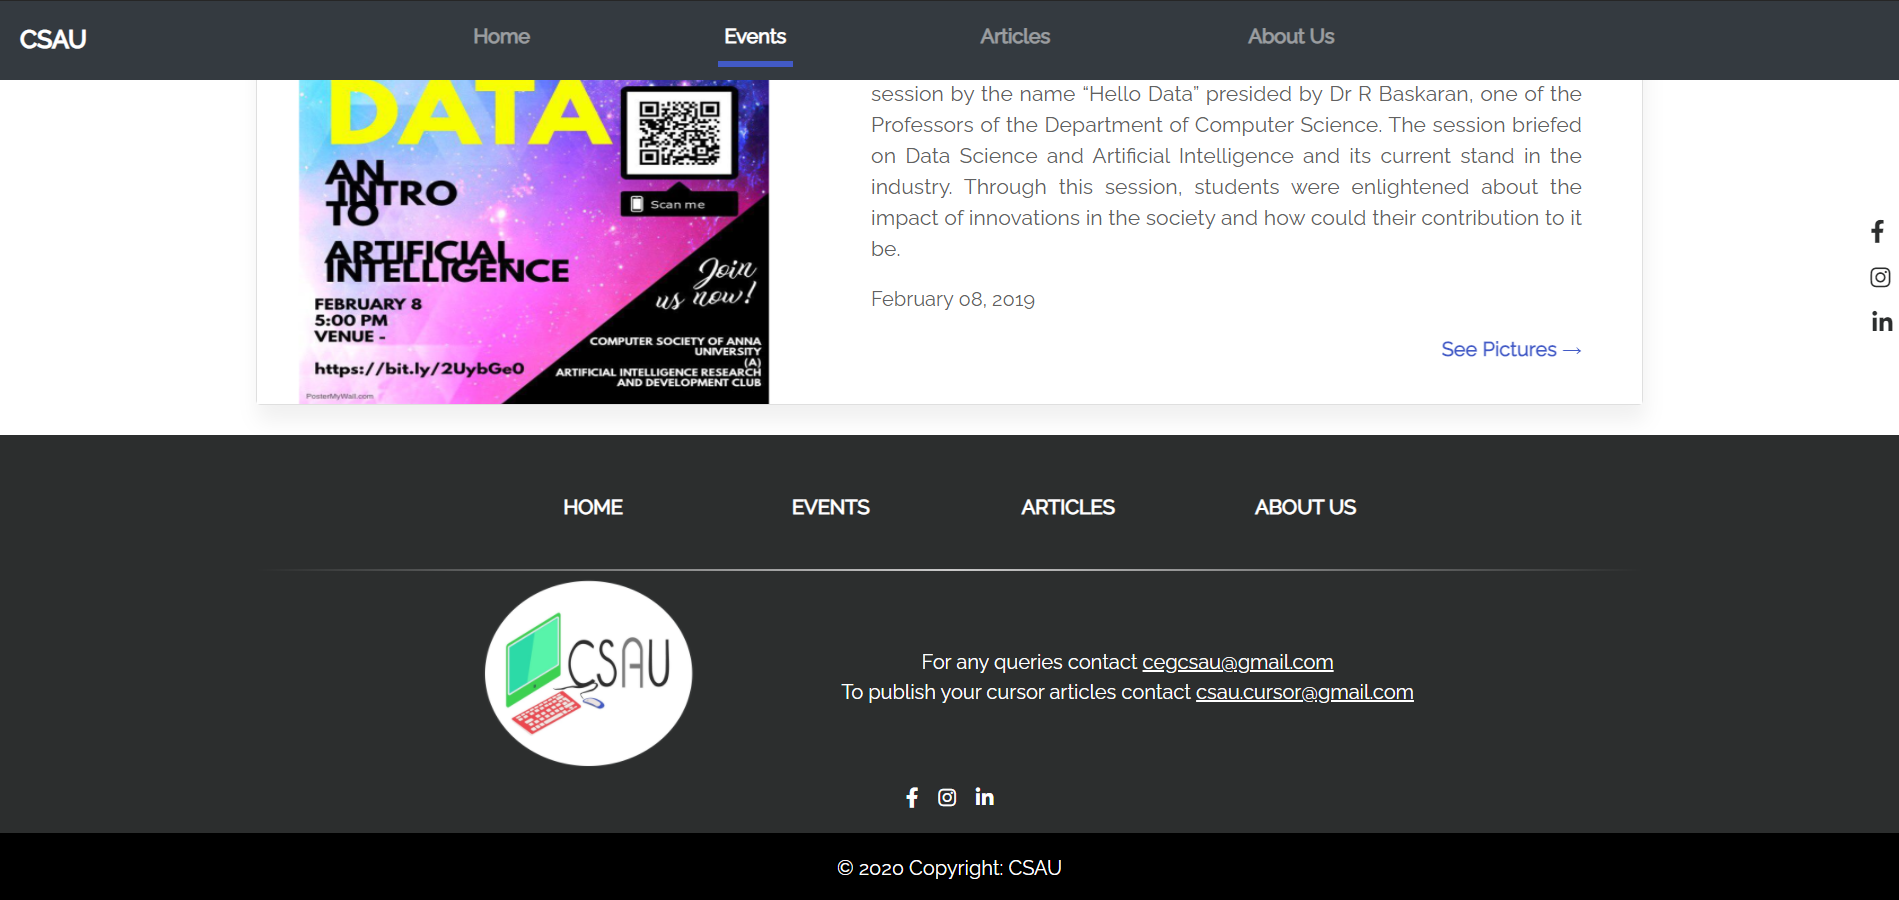 CSAU
Home
Events
Articles
About Us
DATA
AN
INTRO
TO
ARTIFICIAL
INTELLIGENCE
FEBRUARY 8
5:00 PM
VENUE -
https://bit.ly/2UybGe0
PosterMyWall.com
Scan me
Join
us now!
COMPUTER SOCIETY OF ANNA
UNIVERSITY
(A)
ARTIFICIAL INTELLIGENCE RESEARCH
AND DEVELOPMENT CLUB
session by the name “Hello Data” presided by Dr R Baskaran, one of the
Professors of the Department of Computer Science. The session briefed
on Data Science and Artificial Intelligence and its current stand in the
industry. Through this session, students were enlightened about the
impact of innovations in the society and how could their contribution to it
be.
February 08, 2019
See Pictures →
HOME
EVENTS
ARTICLES
ABOUT US
CSAU
For any queries contact cegcsau@gmail.com
To publish your cursor articles contact csau.cursor@gmail.com
© 2020 Copyright: CSAU